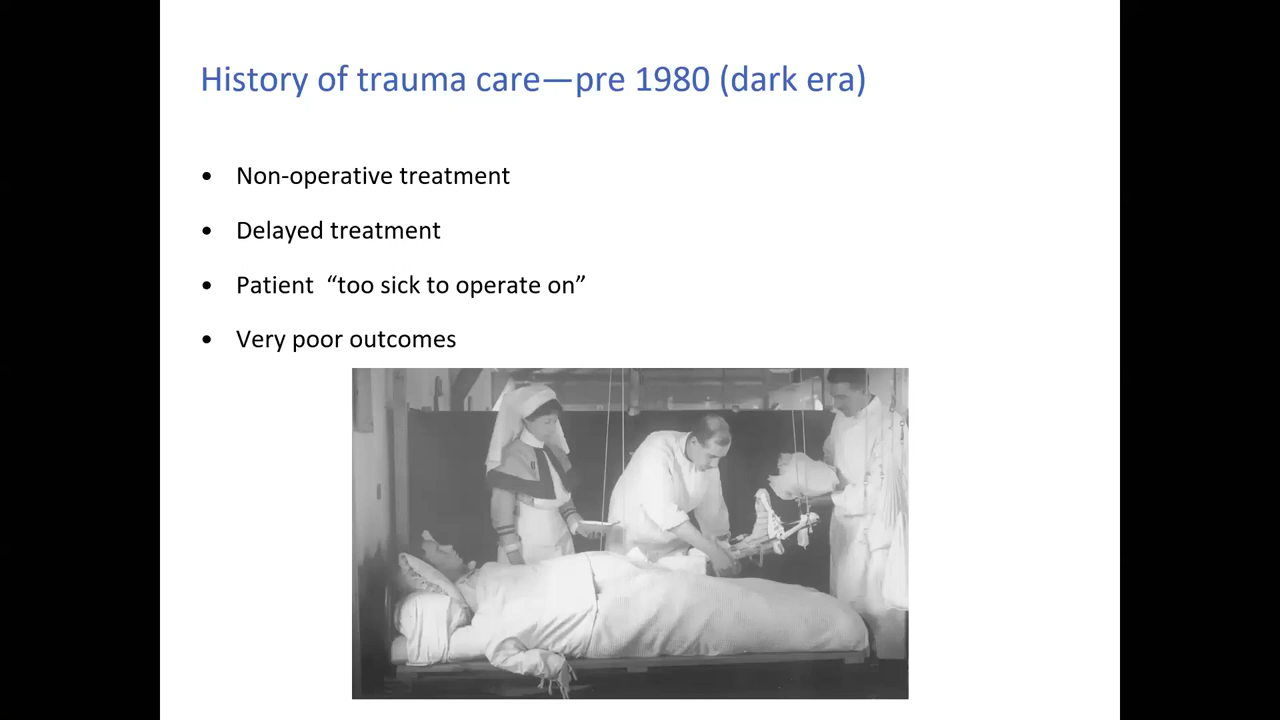 History of trauma care—pre 1980 (dark era)
• Non-operative treatment
• Delayed treatment
• Patient  “too sick to operate on”
• Very poor outcomes